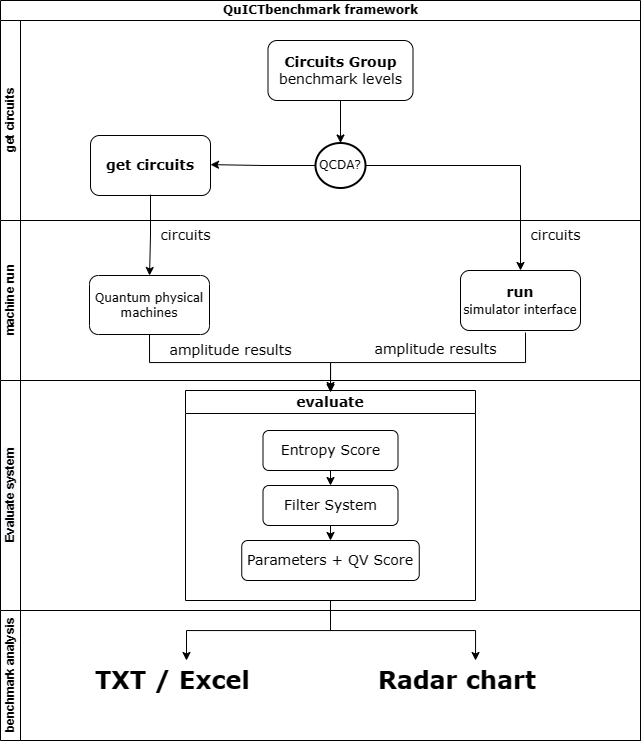 QuICTbenchmark framework
get circuits
Circuits Group
benchmark levels
QCDA?
get circuits
machine run
circuits
circuits
Quantum physical
machines
run
simulator interface
amplitude results
amplitude results
Evaluate system
evaluate
Entropy Score
Filter System
Parameters + QV Score
benchmark analysis
TXT / Excel
Radar chart